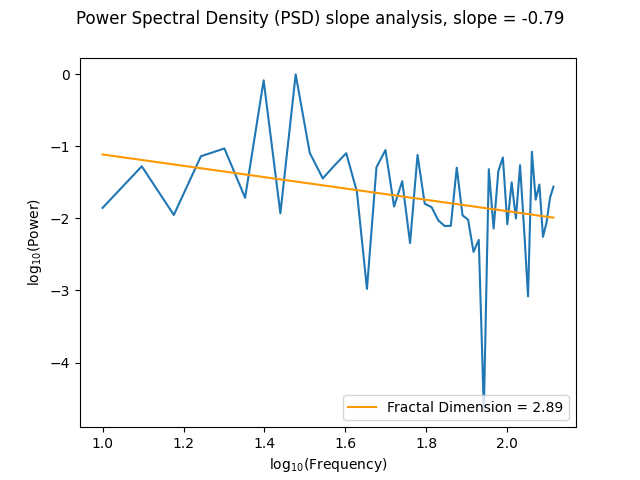 Power Spectral Density (PSD) slope analysis, slope = -0.79
0
−1
−2
−3
−4
log₁₀(Power)
Fractal Dimension = 2.89
1.0 1.2 1.4 1.6 1.8 2.0
log₁₀(Frequency)